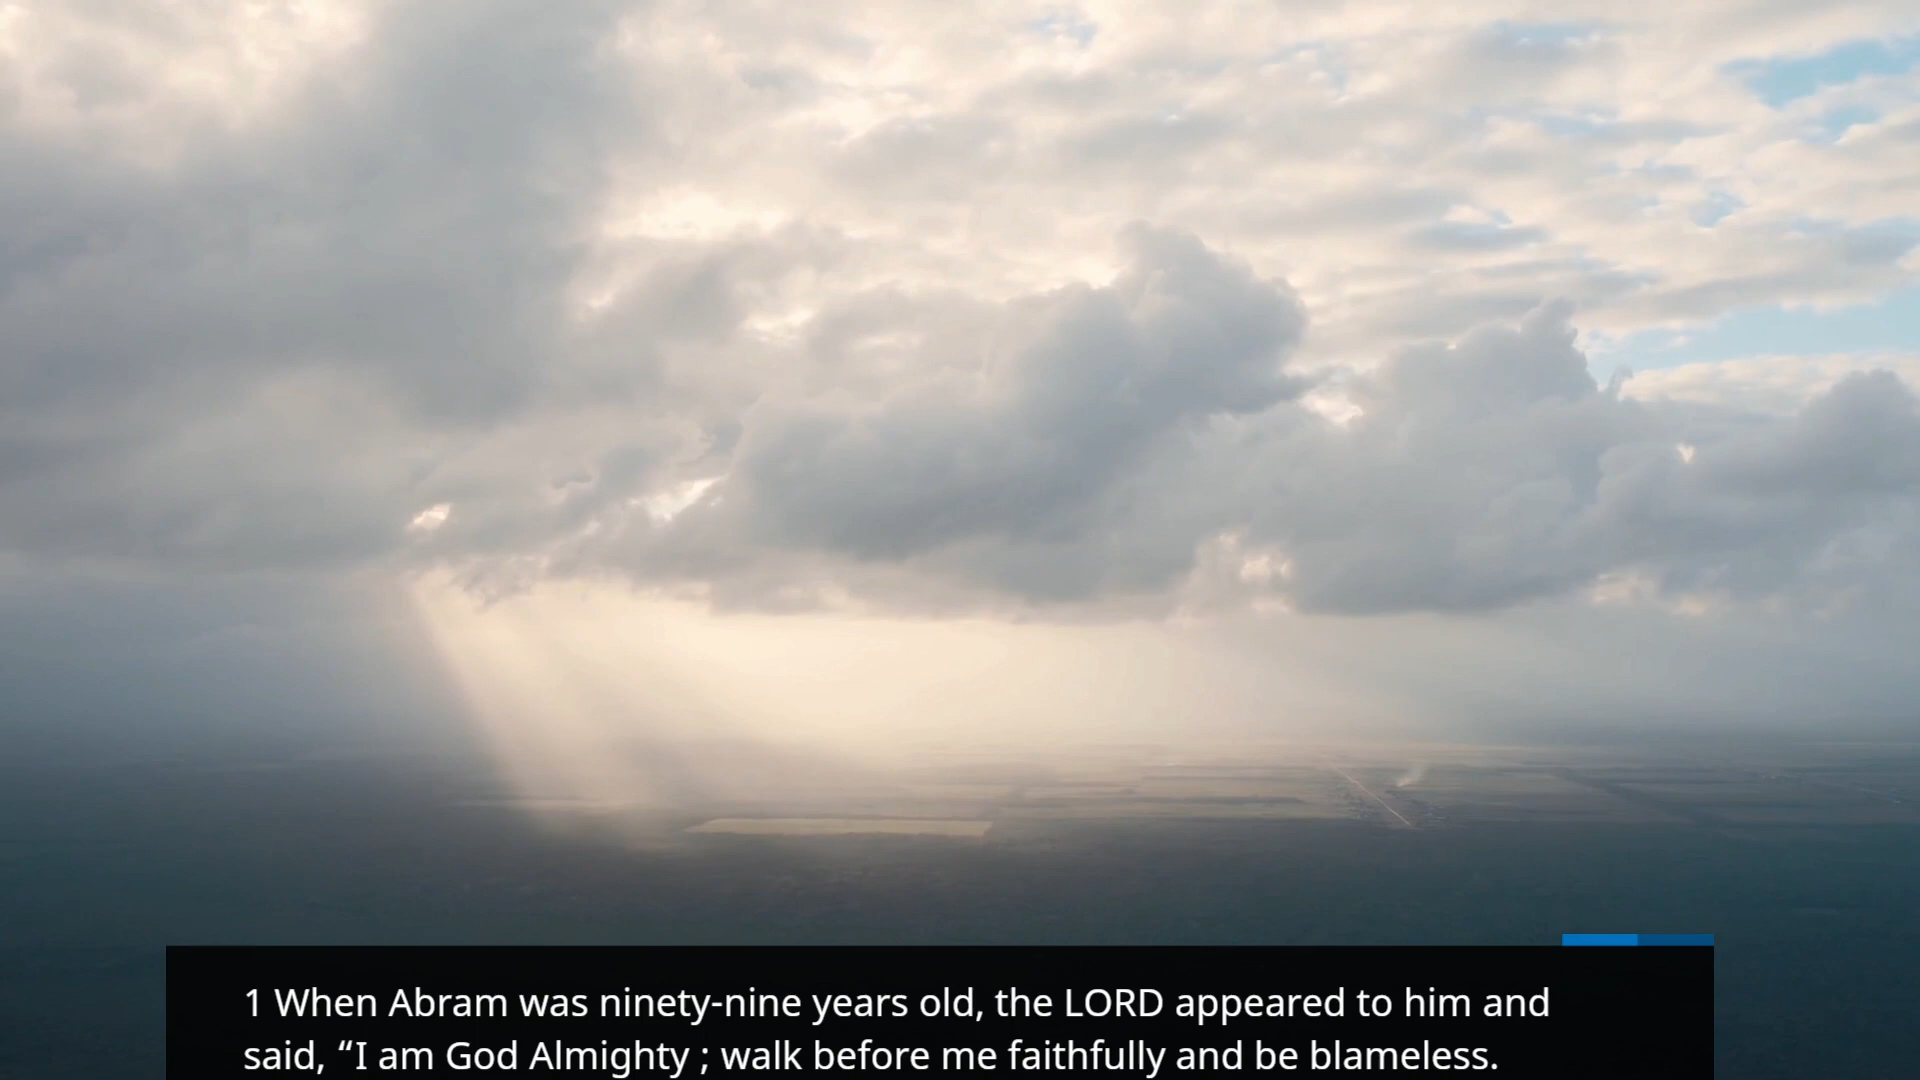 1 When Abram was ninety-nine years old, the LORD appeared to him and
said, “I am God Almighty ; walk before me faithfully and be blameless.